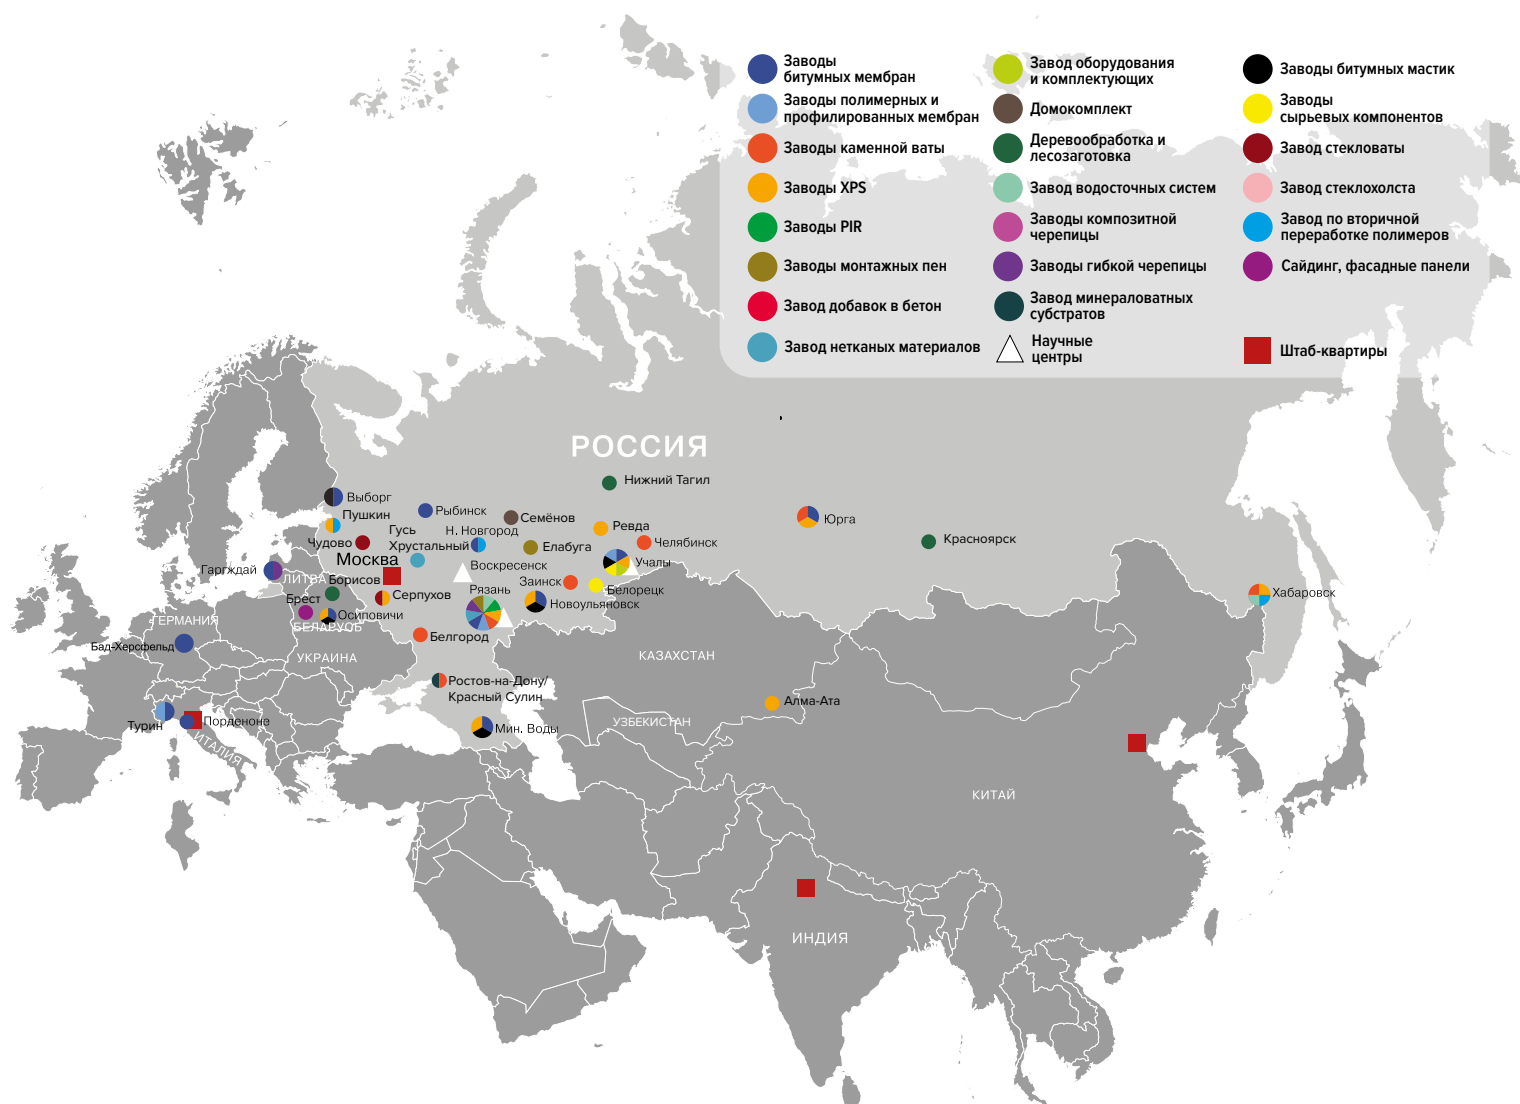 Заводы
битумных мембран
Заводы полимерных и
профилированных мембран
Заводы каменной ваты
Заводы XPS
Заводы PIR
Заводы монтажных пен
Завод добавок в бетон
Завод нетканых материалов
Завод оборудования
и комплектующих
Домокомплект
Деревообработка и
лесозаготовка
Завод водосточных систем
Заводы композитной
черепицы
Заводы гибкой черепицы
Завод минераловатных
субстратов
Научные
центры
Заводы битумных мастик
Заводы
сырьевых компонентов
Завод стекловаты
Завод стеклохолста
Завод по вторичной
переработке полимеров
Сайдинг, фасадные панели
Штаб-квартиры
РОССИЯ
Нижний Тагил
Выборг
Пушкин
Рыбинск
Семёнов
Юрга
Гусь
Хрустальный
Н. Новгород
Ревда
Чудово
Елабуга
Челябинск
Красноярск
Москва
Воскресенск
Учалы
Гаргждай
ЛИТВА
Борисов
Заинск
Белорецк
Хабаровск
Брест
Серпухов
Рязань
Новоульяновск
Осиповичи
ГЕРМАНИЯ
БЕЛАРУСЬ
Белгород
Бад-Херсфельд
УКРАИНА
КАЗАХСТАН
Ростов-на-Дону/
Красный Сулин
Алма-Ата
Турин
Порденоне
ИТАЛИЯ
Мин. Воды
УЗБЕКИСТАН
КИТАЙ
ИНДИЯ